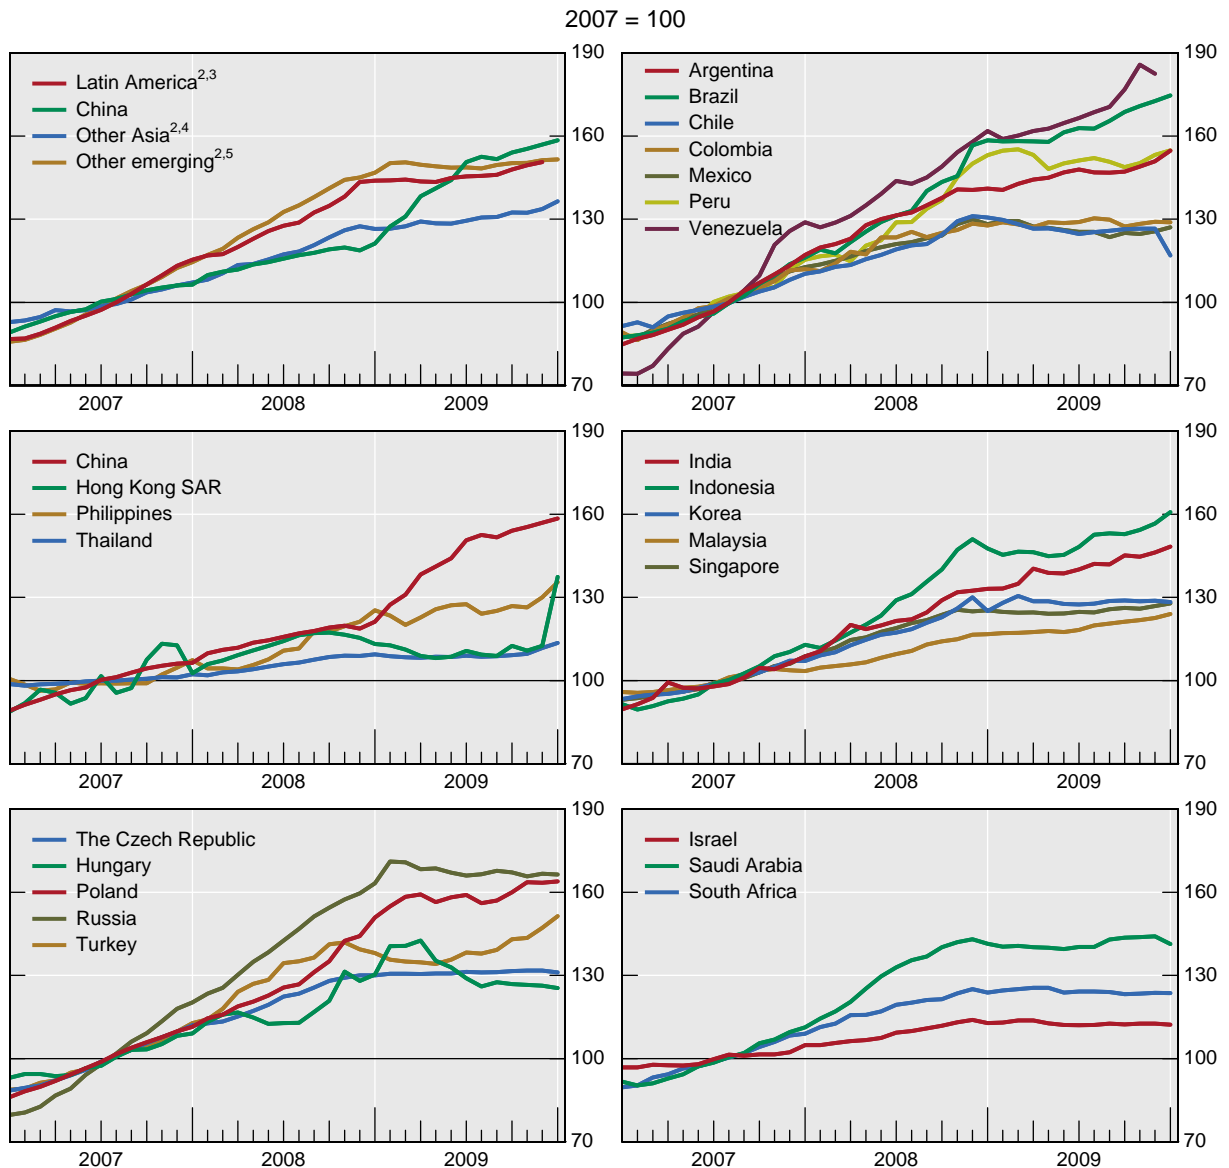 2007 = 100
Latin America2,3
China
Other Asia2,4
Other emerging2,5
190
160
130
100
70
2007 2008 2009
Argentina
Brazil
Chile
Colombia
Mexico
Peru
Venezuela
190
160
130
100
70
2007 2008 2009
China
Hong Kong SAR
Philippines
Thailand
190
160
130
100
70
2007 2008 2009
India
Indonesia
Korea
Malaysia
Singapore
190
160
130
100
70
2007 2008 2009
The Czech Republic
Hungary
Poland
Russia
Turkey
190
160
130
100
70
2007 2008 2009
Israel
Saudi Arabia
South Africa
190
160
130
100
70
2007 2008 2009